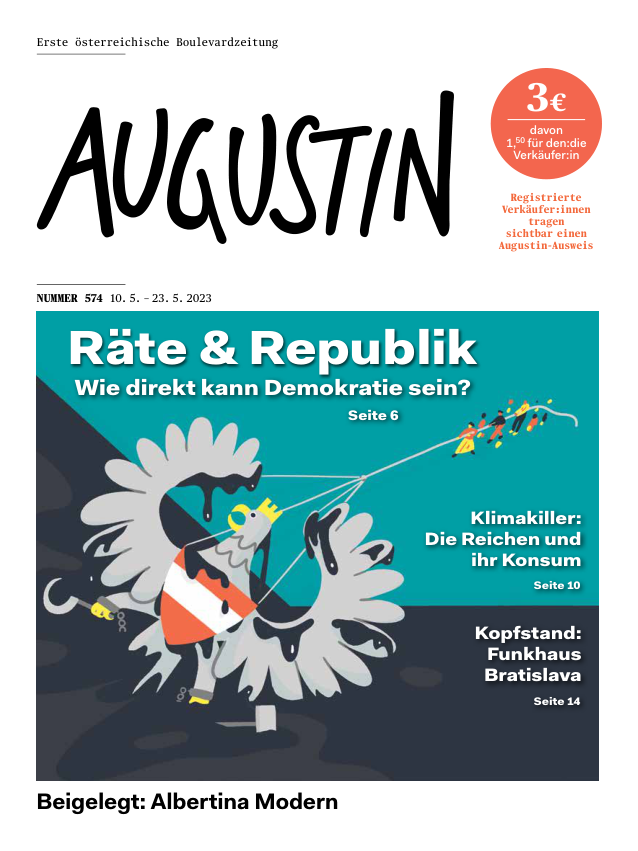 Erste österreichische Boulevardzeitung
AUGUSTIN
3€
davon
1,50 für den:die
Verkäufer:in
Registrierte
Verkäufer:innen
tragen
sichtbar einen
Augustin-Ausweis
NUMMER 574 10. 5. – 23. 5. 2023
Räte & Republik
Wie direkt kann Demokratie sein?
Seite 6
Klimakiller:
Die Reichen und
ihr Konsum
Seite 10
Kopfstand:
Funkhaus
Bratislava
Seite 14
Beigelegt: Albertina Modern